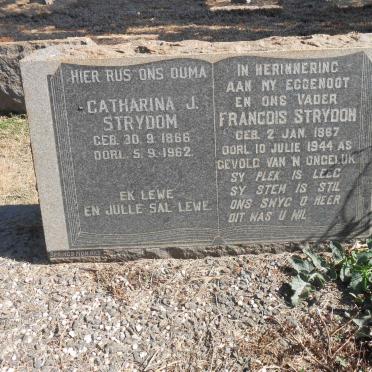 HIER RUS ONS OUMA
CATHARINA J.
STRYDOM
GEB. 30. 9. 1866
OORL. 5. 9. 1962.
EK LEWE
EN JULLE SAL LEWE.
IN HERINNERING
AAN MY EGGENOOT
EN ONS VADER
FRANCOIS STRYDOM
GEB. 2 JAN. 1867
OORL 10 JULIE 1944 AS
GEVOLG VAN 'N ONGELUK.
SY PLEK IS LEEG
SY STEM IS STIL
ONS SWYG O HEER
DIT WAS U WIL.